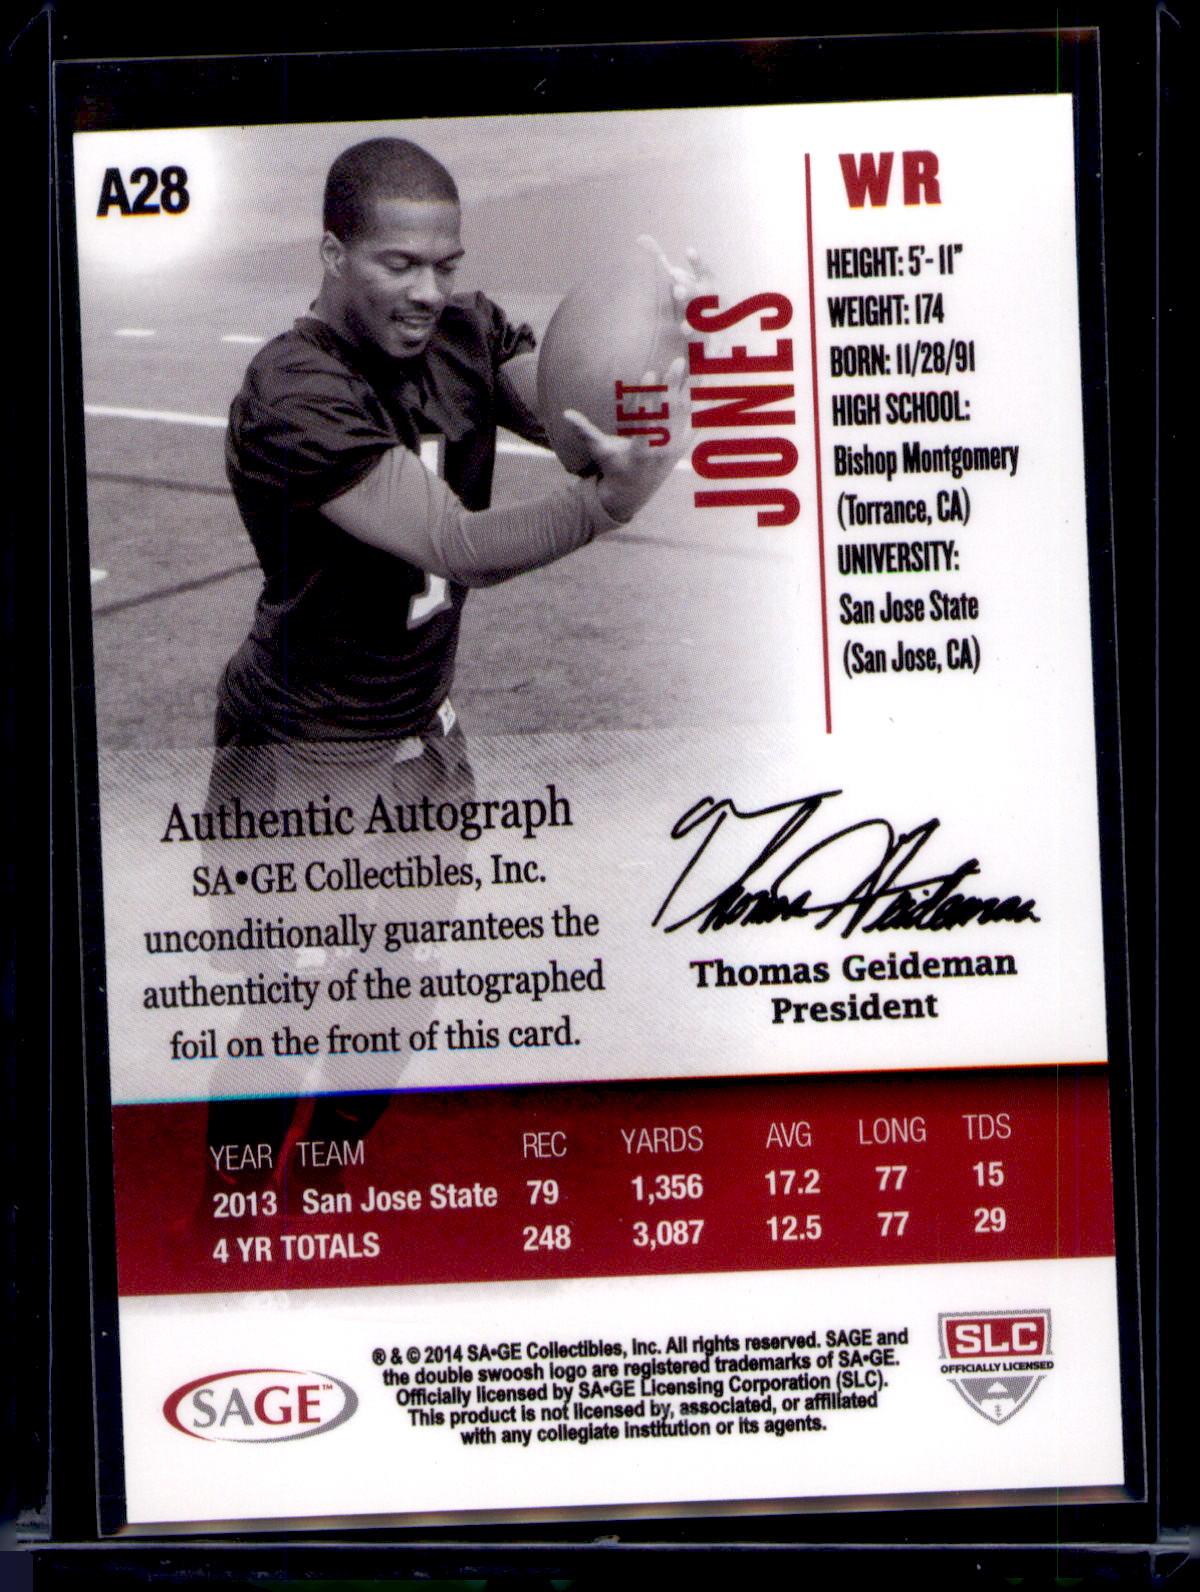 A28
JET
JONES
WR
HEIGHT: 5'-11"
WEIGHT: 174
BORN: 11/28/91
HIGH SCHOOL:
Bishop Montgomery
(Torrance, CA)
UNIVERSITY:
San Jose State
(San Jose, CA)
Authentic Autograph
SA•GE Collectibles, Inc.
unconditionally guarantees the
authenticity of the autographed
foil on the front of this card.
Thomas Geideman
Thomas Geideman
President
YEAR TEAM REC YARDS AVG LONG TDS
2013 San Jose State 79 1,356 17.2 77 15
4 YR TOTALS 248 3,087 12.5 77 29
SAGE™
® & © 2014 SA•GE Collectibles, Inc. All rights reserved. SAGE and
the double swoosh logo are registered trademarks of SA•GE.
Officially licensed by SA•GE Licensing Corporation (SLC).
This product is not licensed by, associated, or affiliated
with any collegiate institution or its agents.
SLC
OFFICIALLY LICENSED